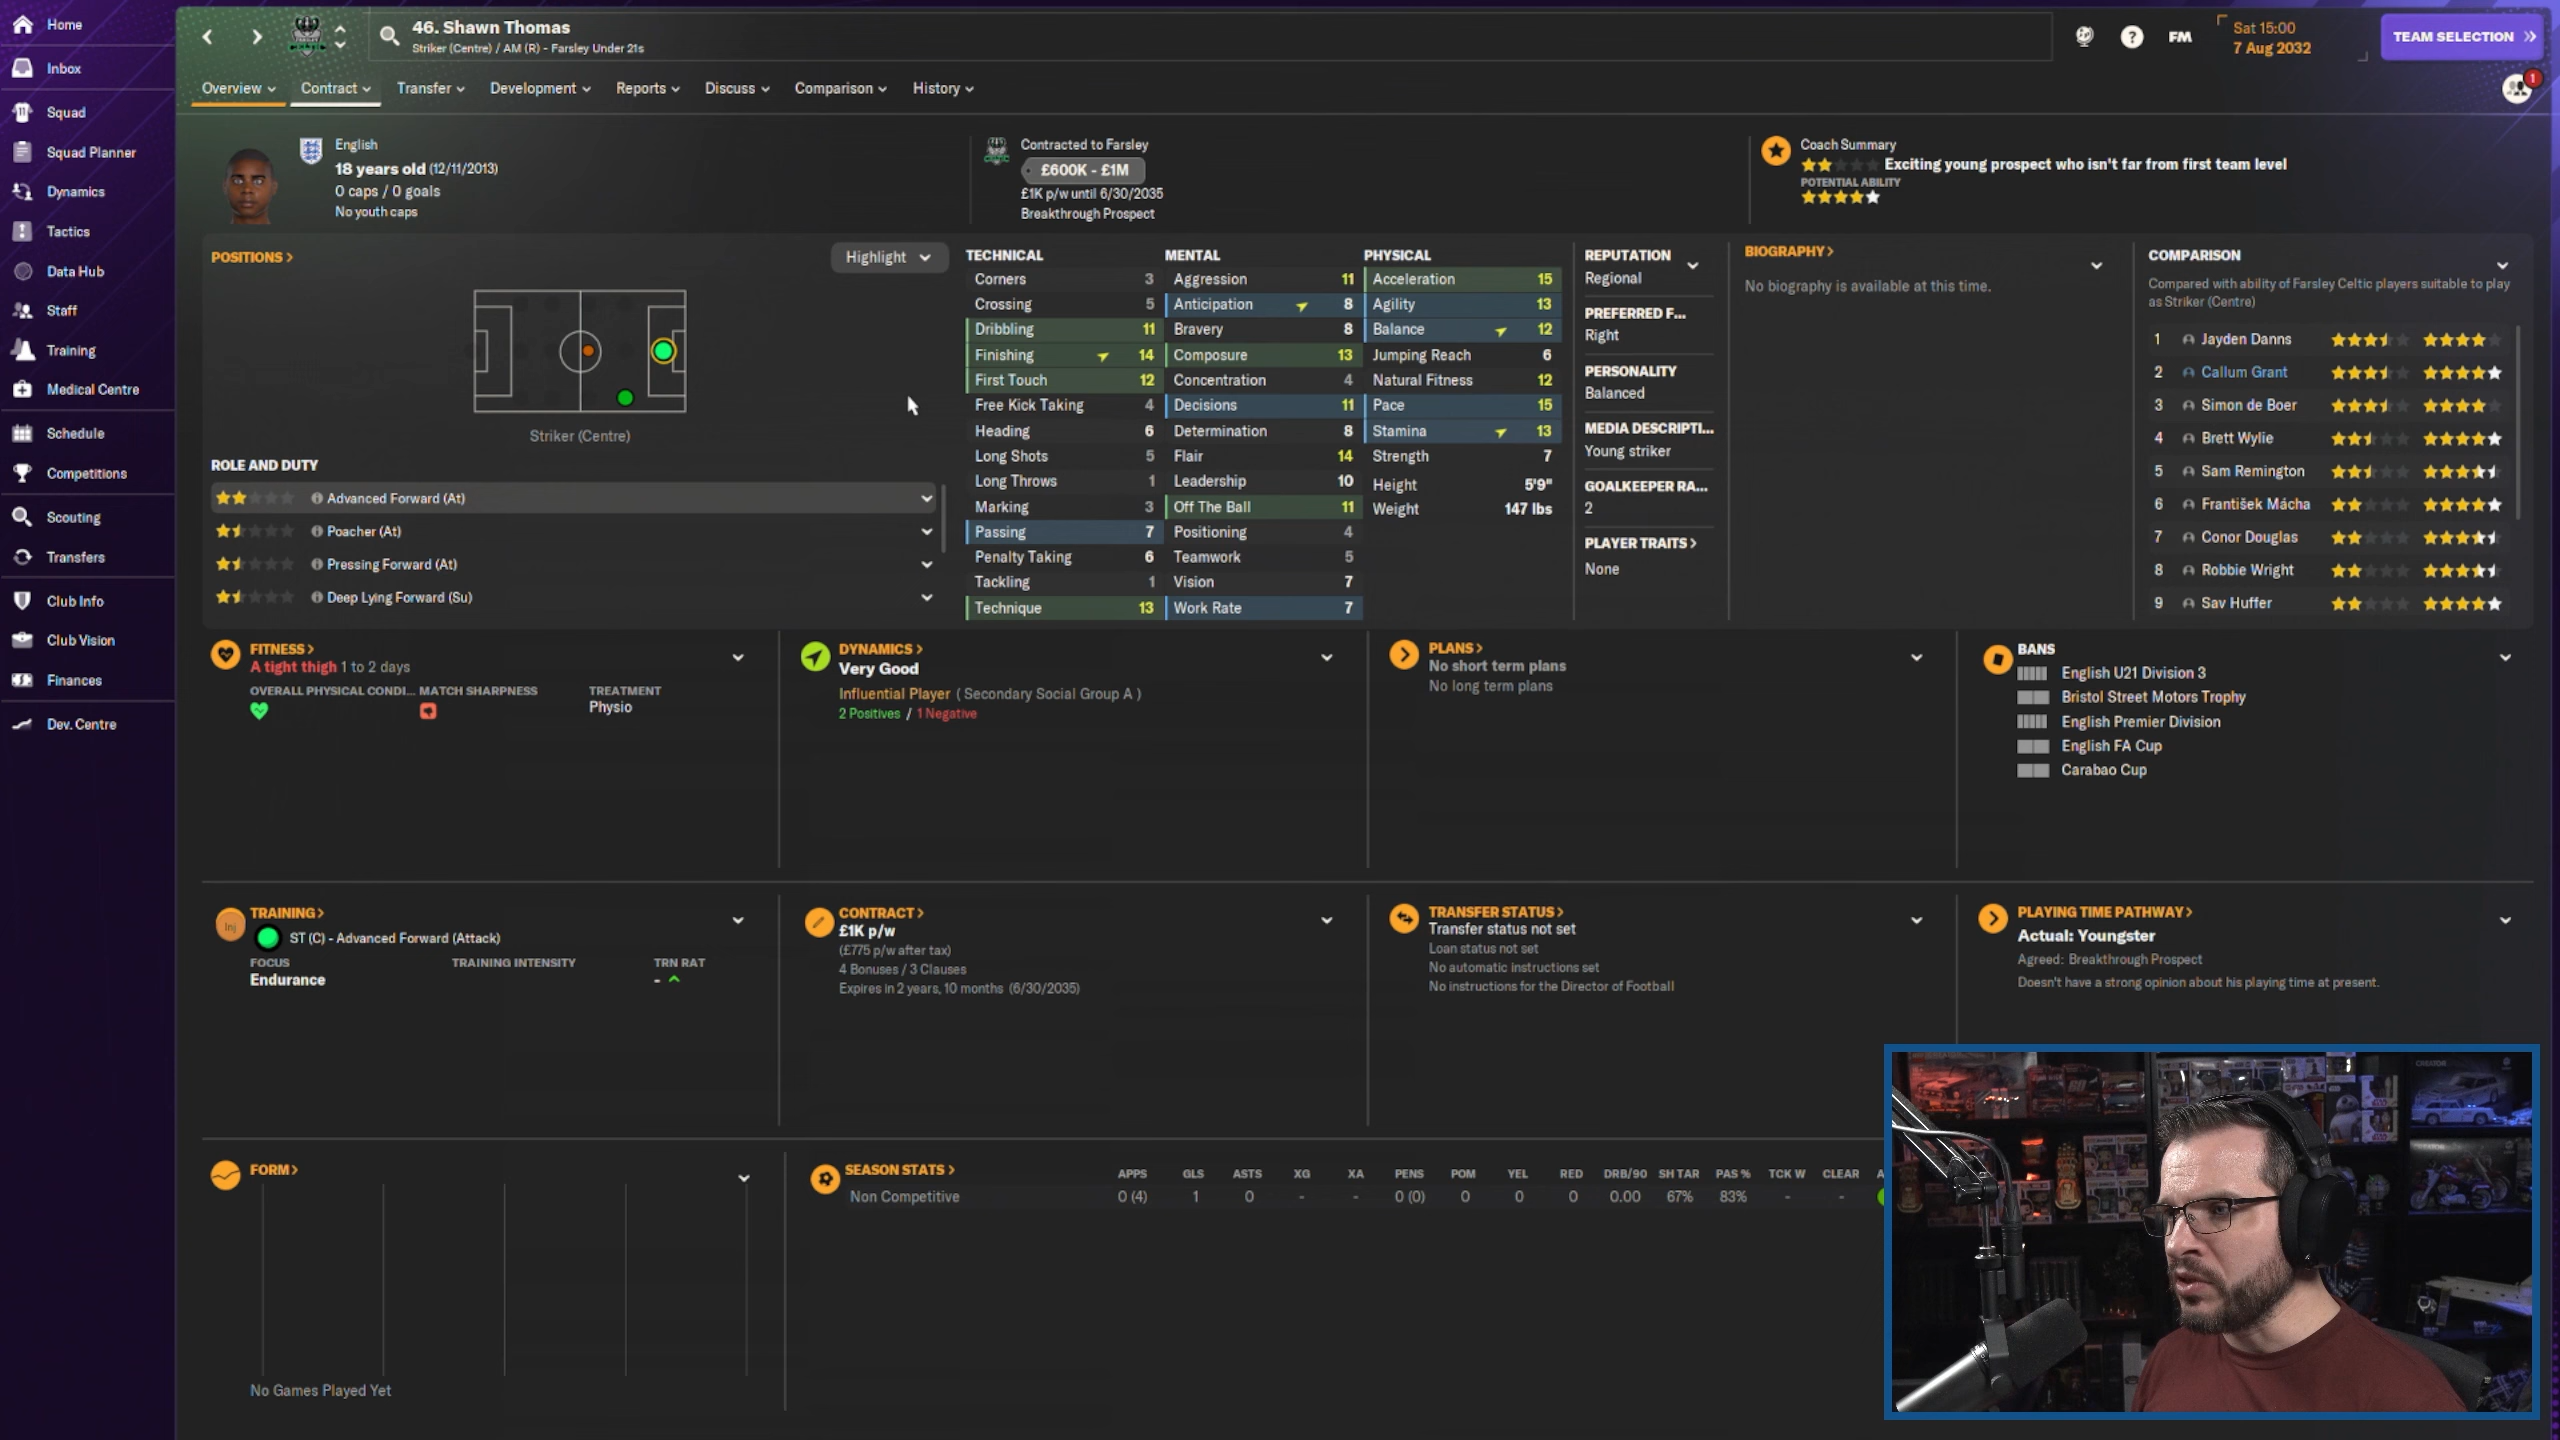 Home
Inbox
Squad
Squad Planner
Dynamics
Tactics
Data Hub
Staff
Training
Medical Centre
Schedule
Competitions
Scouting
Transfers
Club Info
Club Vision
Finances
Dev. Centre
46. Shawn Thomas
Striker (Centre) / AM (R) - Farsley Under 21s
?
FM
Sat 15:00
7 Aug 2032
TEAM SELECTION
Overview
Contract
Transfer
Development
Reports
Discuss
Comparison
History
1
English
18 years old (12/11/2013)
0 caps / 0 goals
No youth caps
Contracted to Farsley
£600K - £1M
£1K p/w until 6/30/2035
Breakthrough Prospect
Coach Summary
Exciting young prospect who isn't far from first team level
POTENTIAL ABILITY
POSITIONS >
Highlight
Striker (Centre)
ROLE AND DUTY
Advanced Forward (At)
Poacher (At)
Pressing Forward (At)
Deep Lying Forward (Su)
TECHNICAL
Corners 3
Crossing 5
Dribbling 11
Finishing 14
First Touch 12
Free Kick Taking 4
Heading 6
Long Shots 5
Long Throws 1
Marking 3
Passing 7
Penalty Taking 6
Tackling 1
Technique 13
MENTAL
Aggression 11
Anticipation 8
Bravery 8
Composure 13
Concentration 4
Decisions 11
Determination 8
Flair 14
Leadership 10
Off The Ball 11
Positioning 4
Teamwork 5
Vision 7
Work Rate 7
PHYSICAL
Acceleration 15
Agility 13
Balance 12
Jumping Reach 6
Natural Fitness 12
Pace 15
Stamina 13
Strength 7
Height 5'9"
Weight 147 lbs
REPUTATION
Regional
PREFERRED F...
Right
PERSONALITY
Balanced
MEDIA DESCRIPTI...
Young striker
GOALKEEPER RA...
2
PLAYER TRAITS >
None
BIOGRAPHY >
No biography is available at this time.
COMPARISON
Compared with ability of Farsley Celtic players suitable to play
as Striker (Centre)
1 Jayden Danns
2 Callum Grant
3 Simon de Boer
4 Brett Wylie
5 Sam Remington
6 František Mácha
7 Conor Douglas
8 Robbie Wright
9 Sav Huffer
FITNESS >
A tight thigh 1 to 2 days
OVERALL PHYSICAL CONDI... MATCH SHARPNESS TREATMENT
Physio
DYNAMICS >
Very Good
Influential Player ( Secondary Social Group A )
2 Positives / 1 Negative
PLANS >
No short term plans
No long term plans
BANS
English U21 Division 3
Bristol Street Motors Trophy
English Premier Division
English FA Cup
Carabao Cup
TRAINING >
Inj
ST (C) - Advanced Forward (Attack)
FOCUS TRAINING INTENSITY TRN RAT
Endurance -
CONTRACT >
£1K p/w
(£775 p/w after tax)
4 Bonuses / 3 Clauses
Expires in 2 years, 10 months (6/30/2035)
TRANSFER STATUS >
Transfer status not set
Loan status not set
No automatic instructions set
No instructions for the Director of Football
PLAYING TIME PATHWAY >
Actual: Youngster
Agreed: Breakthrough Prospect
Doesn't have a strong opinion about his playing time at present.
FORM >
No Games Played Yet
SEASON STATS > APPS GLS ASTS XG XA PENS POM YEL RED DRB/90 SH TAR PAS % TCK W CLEAR A
Non Competitive 0 (4) 1 0 - - 0 (0) 0 0 0 0.00 67% 83% - -